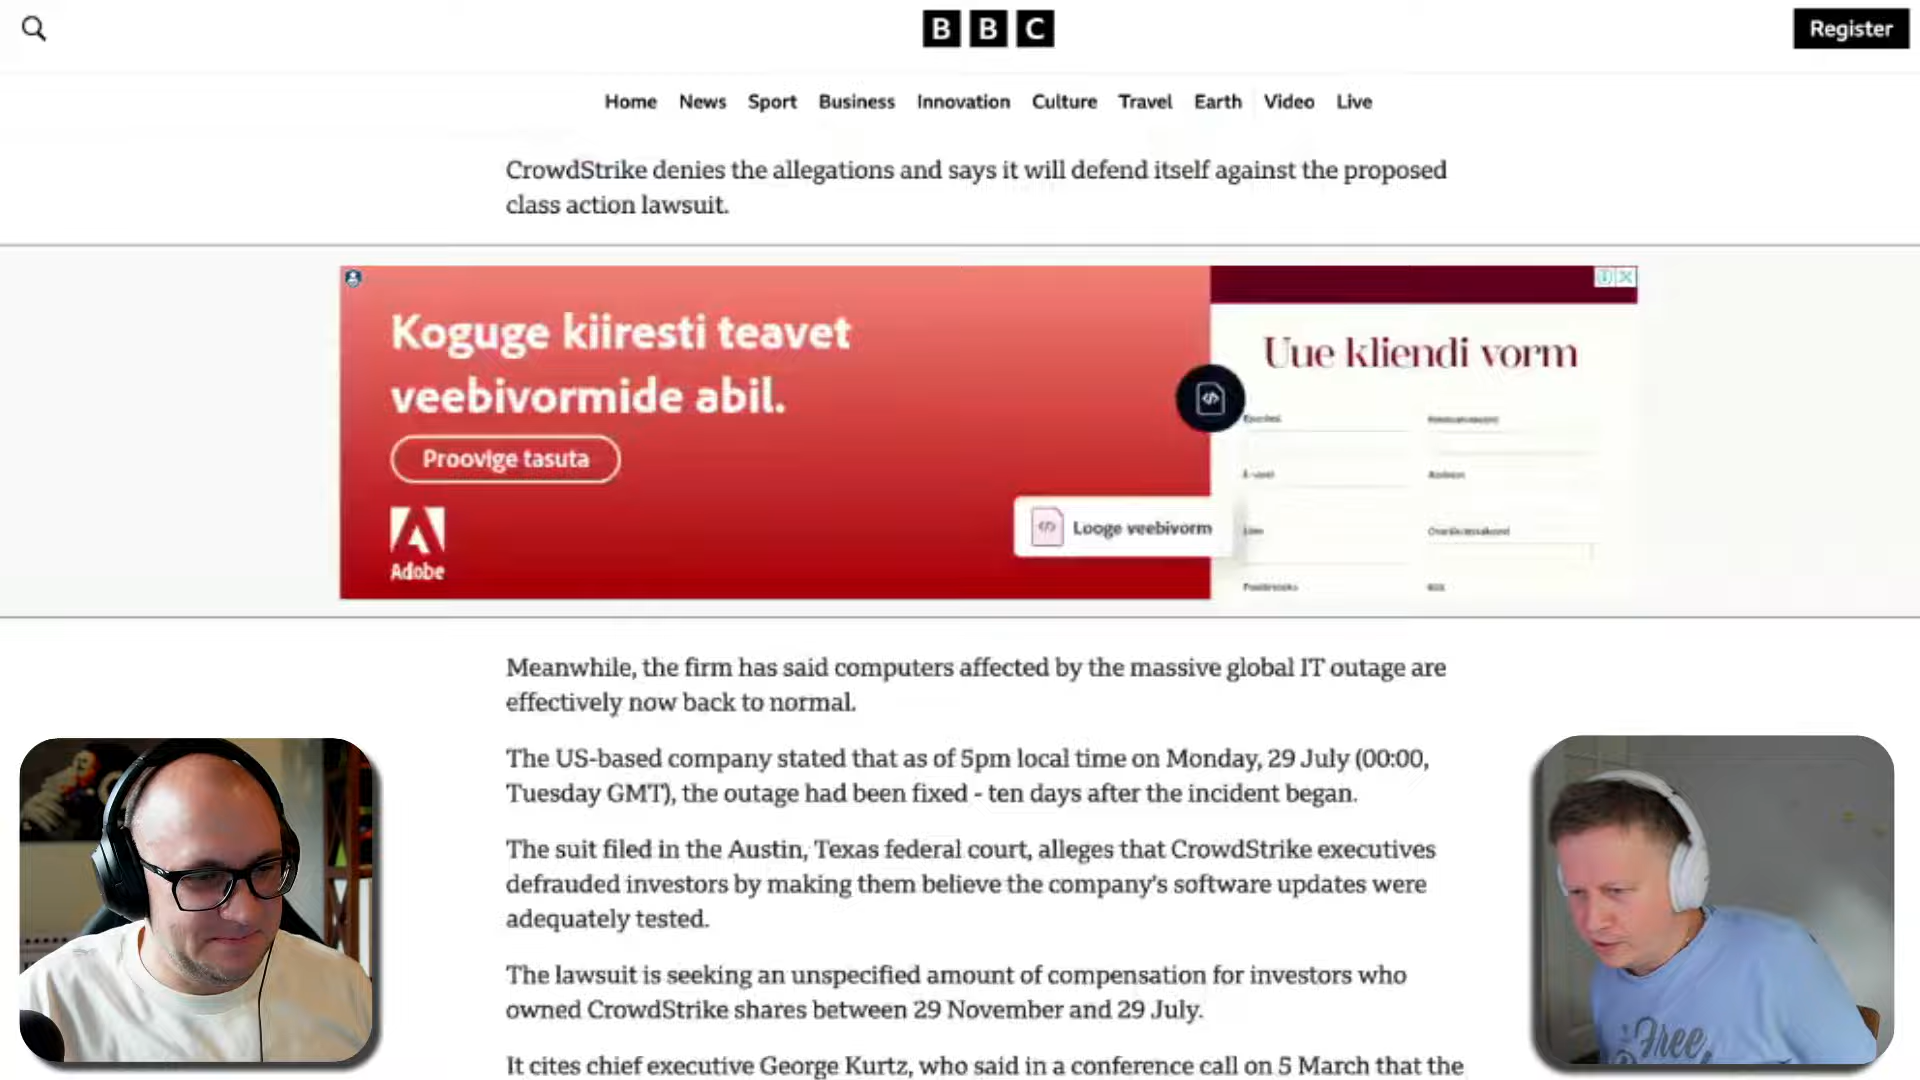 BBC
Register
Home News Sport Business Innovation Culture Travel Earth Video Live
CrowdStrike denies the allegations and says it will defend itself against the proposed
class action lawsuit.
Koguge kiiresti teavet
veebivormide abil.
Proovige tasuta
Adobe
Looge veebivorm
Uue kliendi vorm
Meanwhile, the firm has said computers affected by the massive global IT outage are
effectively now back to normal.
The US-based company stated that as of 5pm local time on Monday, 29 July (00:00,
Tuesday GMT), the outage had been fixed - ten days after the incident began.
The suit filed in the Austin, Texas federal court, alleges that CrowdStrike executives
defrauded investors by making them believe the company's software updates were
adequately tested.
The lawsuit is seeking an unspecified amount of compensation for investors who
owned CrowdStrike shares between 29 November and 29 July.
It cites chief executive George Kurtz, who said in a conference call on 5 March that the
Free